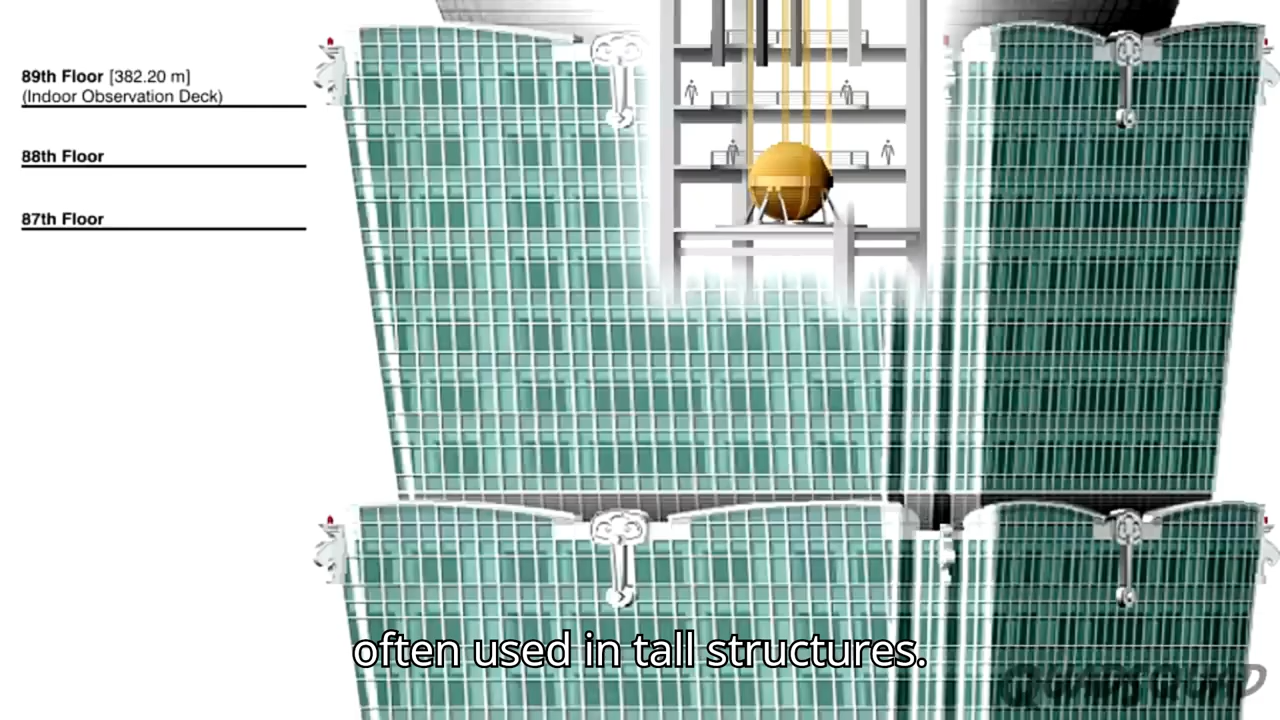 89th Floor [382.20 m]
(Indoor Observation Deck)
88th Floor
87th Floor
often used in tall structures.